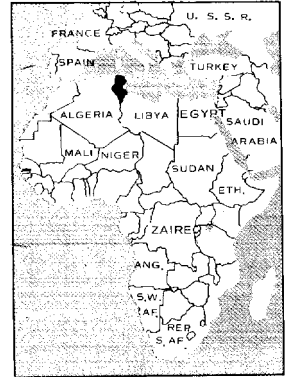 U. S. S. R.
FRANCE
SPAIN
TURKEY
ALGERIA
LIBYA
EGYPT
SAUDI
ARABIA
MALI
NIGER
SUDAN
ETH.
ZAIRE
ANG.
S.W.
AF.
REP.
S. AF.